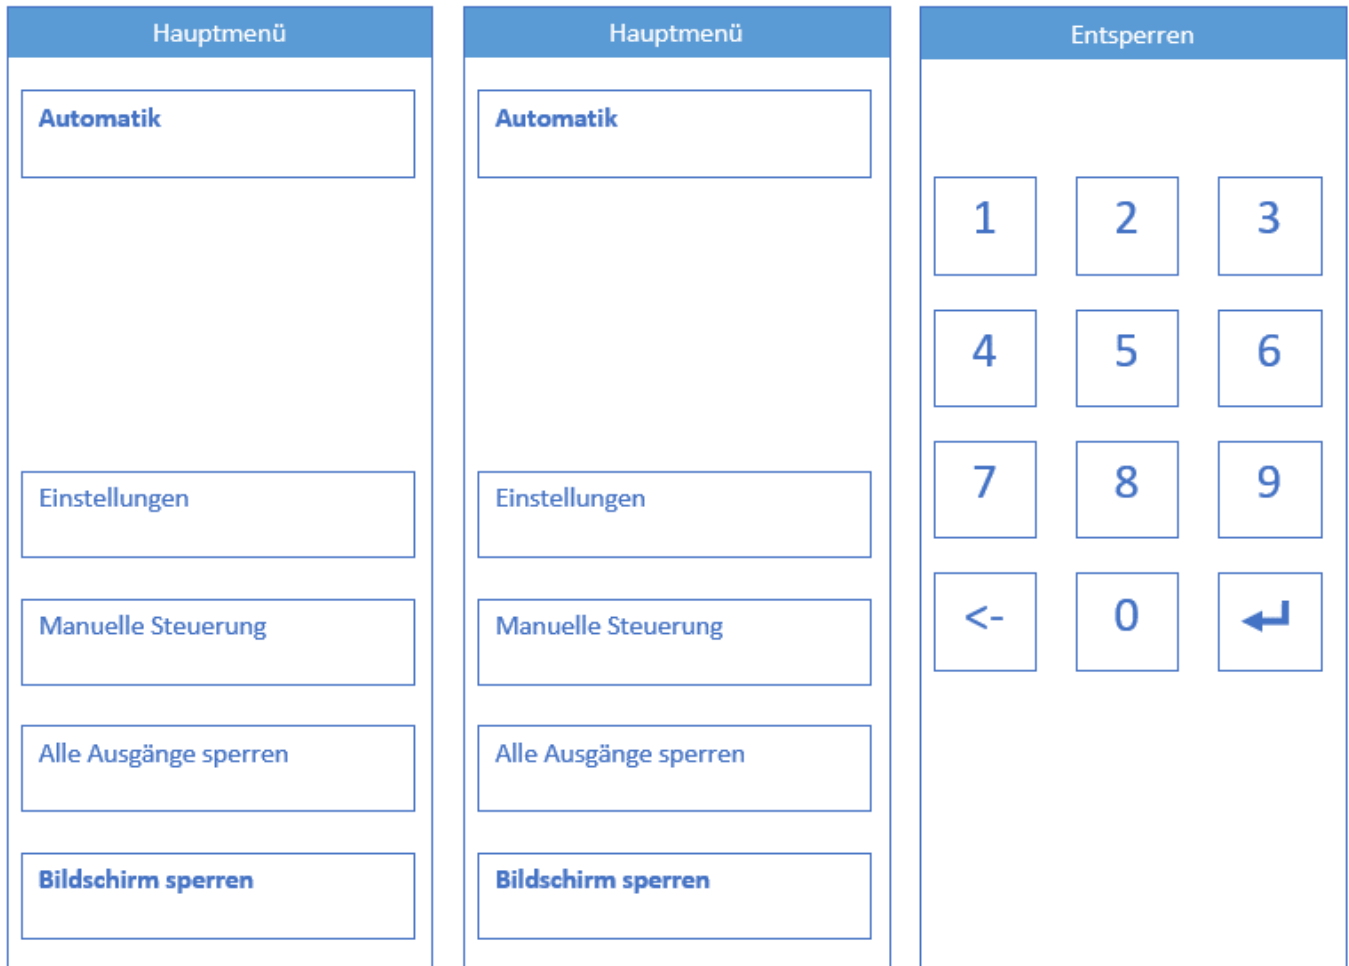 Hauptmenü
Automatik
Einstellungen
Manuelle Steuerung
Alle Ausgänge sperren
Bildschirm sperren
Hauptmenü
Automatik
Einstellungen
Manuelle Steuerung
Alle Ausgänge sperren
Bildschirm sperren
Entsperren
1 2 3
4 5 6
7 8 9
<- 0 ↵